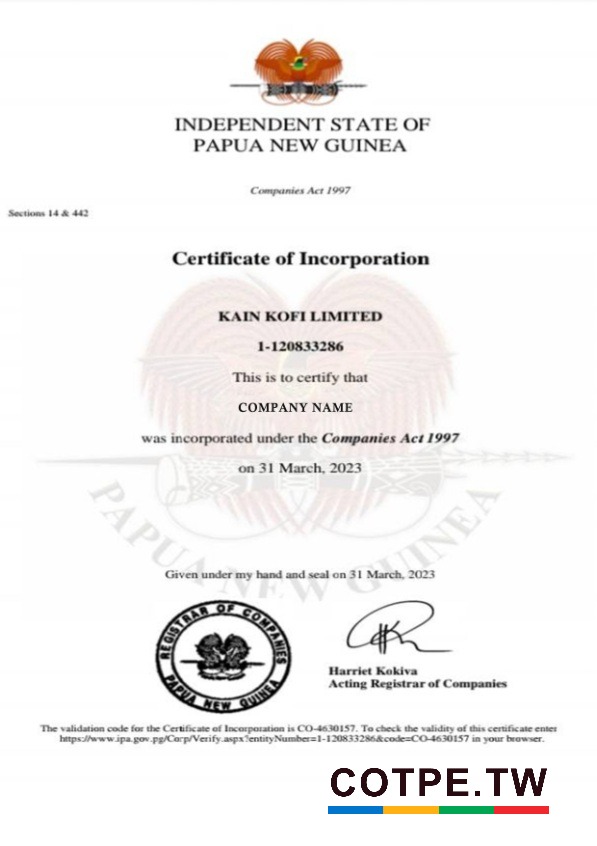 INDEPENDENT STATE OF
PAPUA NEW GUINEA
Companies Act 1997
Sections 14 & 442
Certificate of Incorporation
KAIN KOFI LIMITED
1-120833286
This is to certify that
COMPANY NAME
was incorporated under the Companies Act 1997
on 31 March, 2023
PAPUA NEW GUINEA
Given under my hand and seal on 31 March, 2023
REGISTRAR OF COMPANIES
PAPUA NEW GUINEA
Harriet Kokiva
Acting Registrar of Companies
The validation code for the Certificate of Incorporation is CO-4630157. To check the validity of this certificate enter
https://www.ipa.gov.pg/Corp/Verify.aspx?entityNumber=1-120833286&code=CO-4630157 in your browser.
COTPE.TW